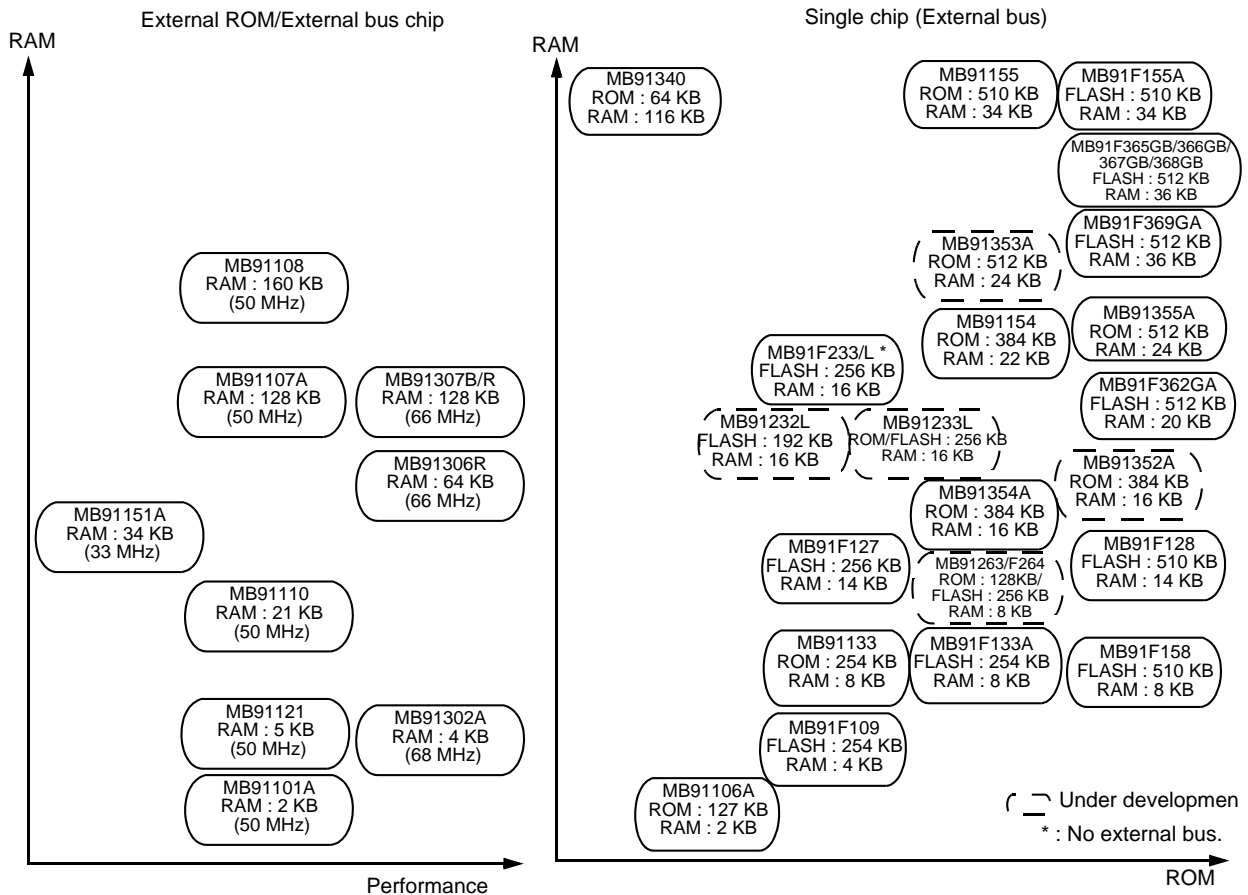 External ROM/External bus chip
RAM
MB91108
RAM : 160 KB
(50 MHz)
MB91107A
RAM : 128 KB
(50 MHz)
MB91307B/R
RAM : 128 KB
(66 MHz)
MB91306R
RAM : 64 KB
(66 MHz)
MB91151A
RAM : 34 KB
(33 MHz)
MB91110
RAM : 21 KB
(50 MHz)
MB91121
RAM : 5 KB
(50 MHz)
MB91302A
RAM : 4 KB
(68 MHz)
MB91101A
RAM : 2 KB
(50 MHz)
Performance
Single chip (External bus)
RAM
MB91340
ROM : 64 KB
RAM : 116 KB
MB91155
ROM : 510 KB
RAM : 34 KB
MB91F155A
FLASH : 510 KB
RAM : 34 KB
MB91F365GB/366GB/
367GB/368GB
FLASH : 512 KB
RAM : 36 KB
MB91F369GA
FLASH : 512 KB
RAM : 36 KB
MB91353A
ROM : 512 KB
RAM : 24 KB
MB91154
ROM : 384 KB
RAM : 22 KB
MB91355A
ROM : 512 KB
RAM : 24 KB
MB91F233/L *
FLASH : 256 KB
RAM : 16 KB
MB91F362GA
FLASH : 512 KB
RAM : 20 KB
MB91232L
FLASH : 192 KB
RAM : 16 KB
MB91233L
ROM/FLASH : 256 KB
RAM : 16 KB
MB91352A
ROM : 384 KB
RAM : 16 KB
MB91354A
ROM : 384 KB
RAM : 16 KB
MB91F127
FLASH : 256 KB
RAM : 14 KB
MB91263/F264
ROM : 128KB/
FLASH : 256 KB
RAM : 8 KB
MB91F128
FLASH : 510 KB
RAM : 14 KB
MB91133
ROM : 254 KB
RAM : 8 KB
MB91F133A
FLASH : 254 KB
RAM : 8 KB
MB91F158
FLASH : 510 KB
RAM : 8 KB
MB91F109
FLASH : 254 KB
RAM : 4 KB
MB91106A
ROM : 127 KB
RAM : 2 KB
Under developmen
* : No external bus.
ROM